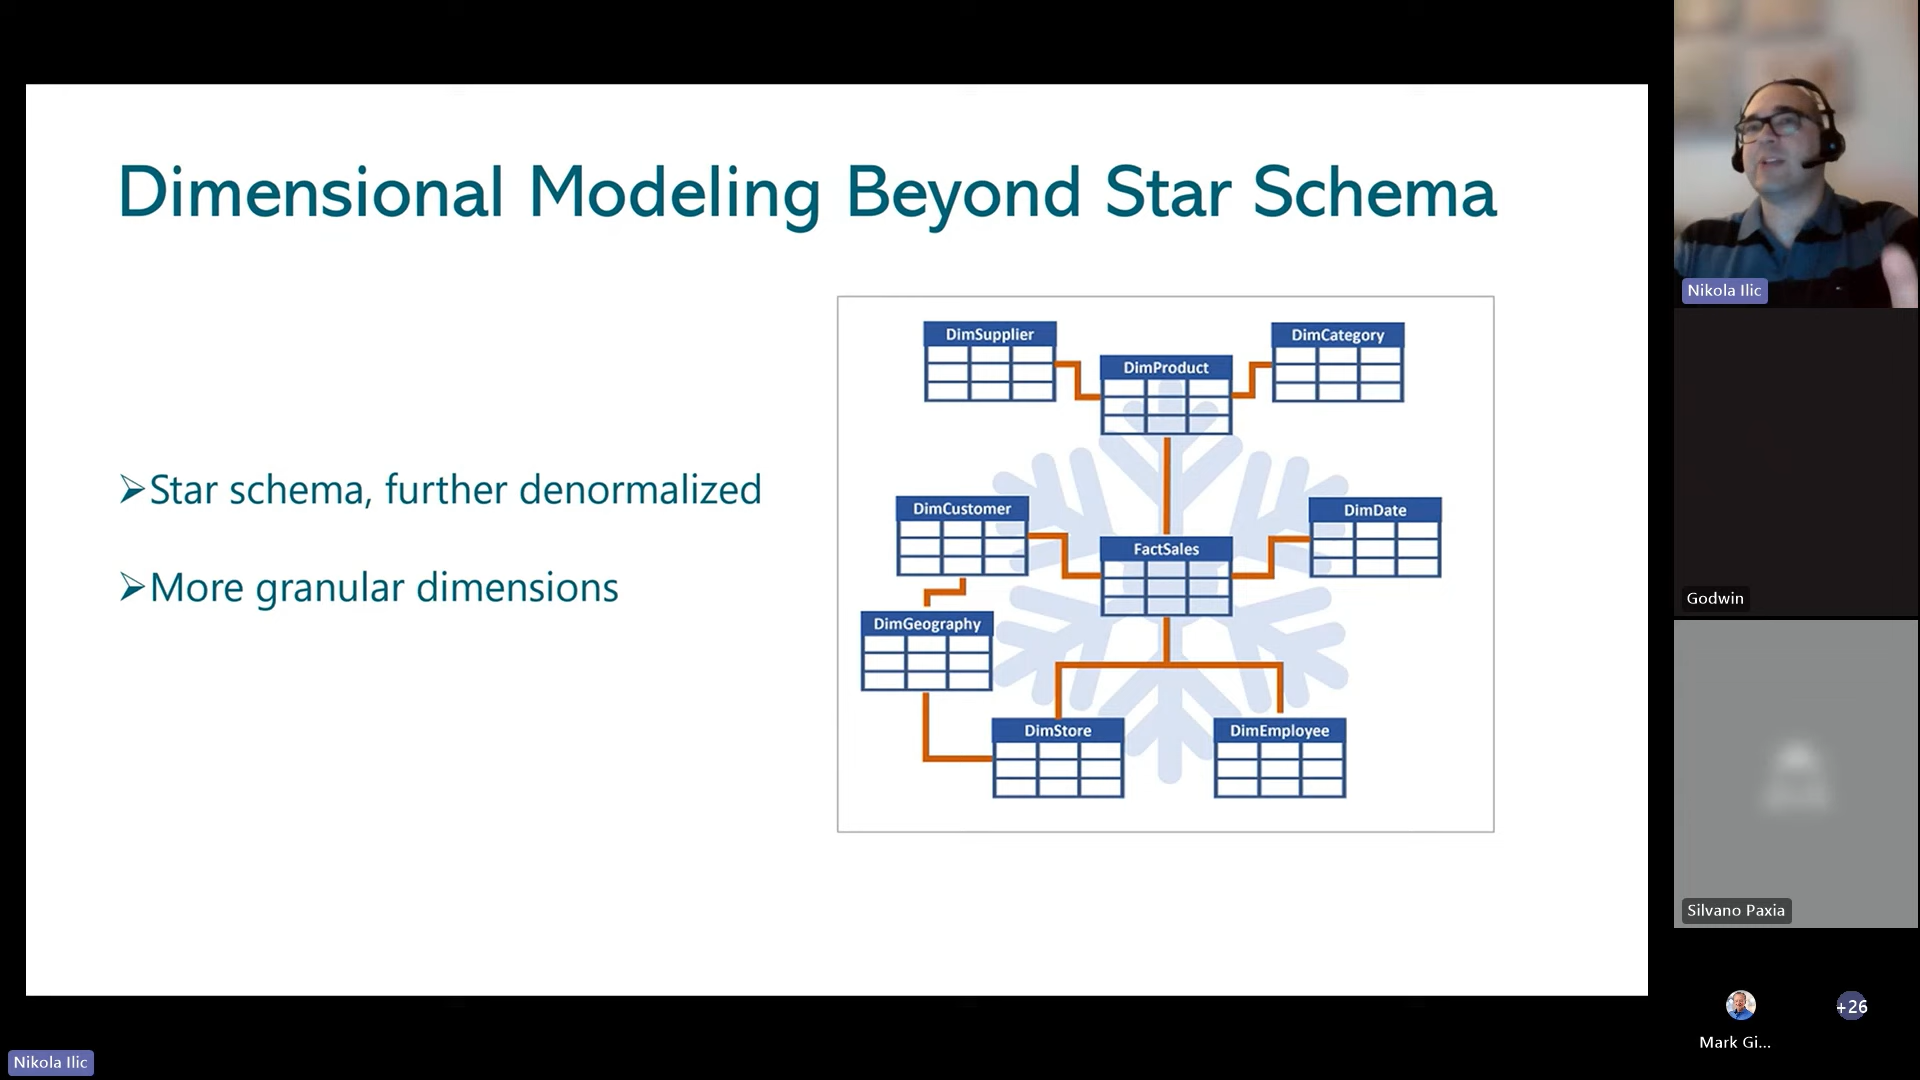 Dimensional Modeling Beyond Star Schema
➢Star schema, further denormalized
➢More granular dimensions
DimSupplier
DimCategory
DimProduct
DimCustomer
DimDate
FactSales
DimGeography
DimStore
DimEmployee
Nikola Ilic
Godwin
Silvano Paxia
+26
Mark Gi...
Nikola Ilic